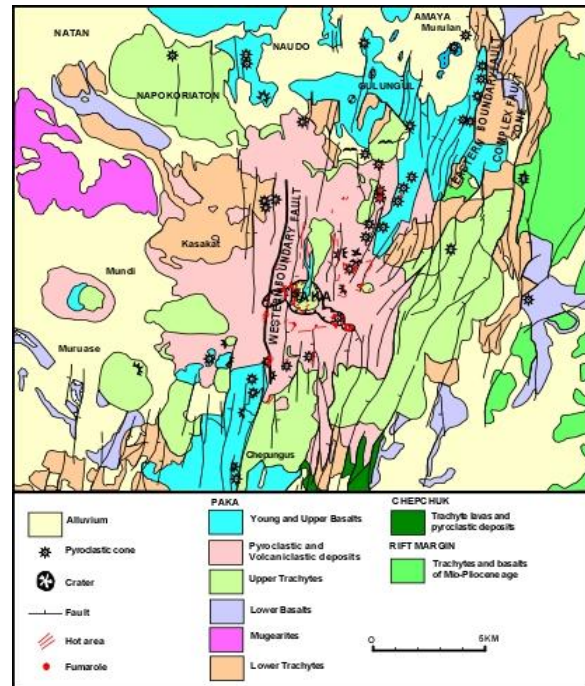 NATAN
NAUDO
AMAYA
Murulan
NAPOKORIATON
GULUNGUL
EASTERN BOUNDARY FAULT
COMPLEX FAULT
ZONE
WESTERN BOUNDARY FAULT
Kasakat
Mundi
PAKA
Muruase
Chepungus
Alluvium
Pyroclastic cone
Crater
Fault
Hot area
Fumarole
PAKA
Young and Upper Basalts
Pyroclastic and
Volcaniclastic deposits
Upper Trachytes
Lower Basalts
Mugearites
Lower Trachytes
CHEPCHUK
Trachyte lavas and
pyroclastic deposits
RIFT MARGIN
Trachytes and basalts
of Mio-Pliocene age
O 5KM